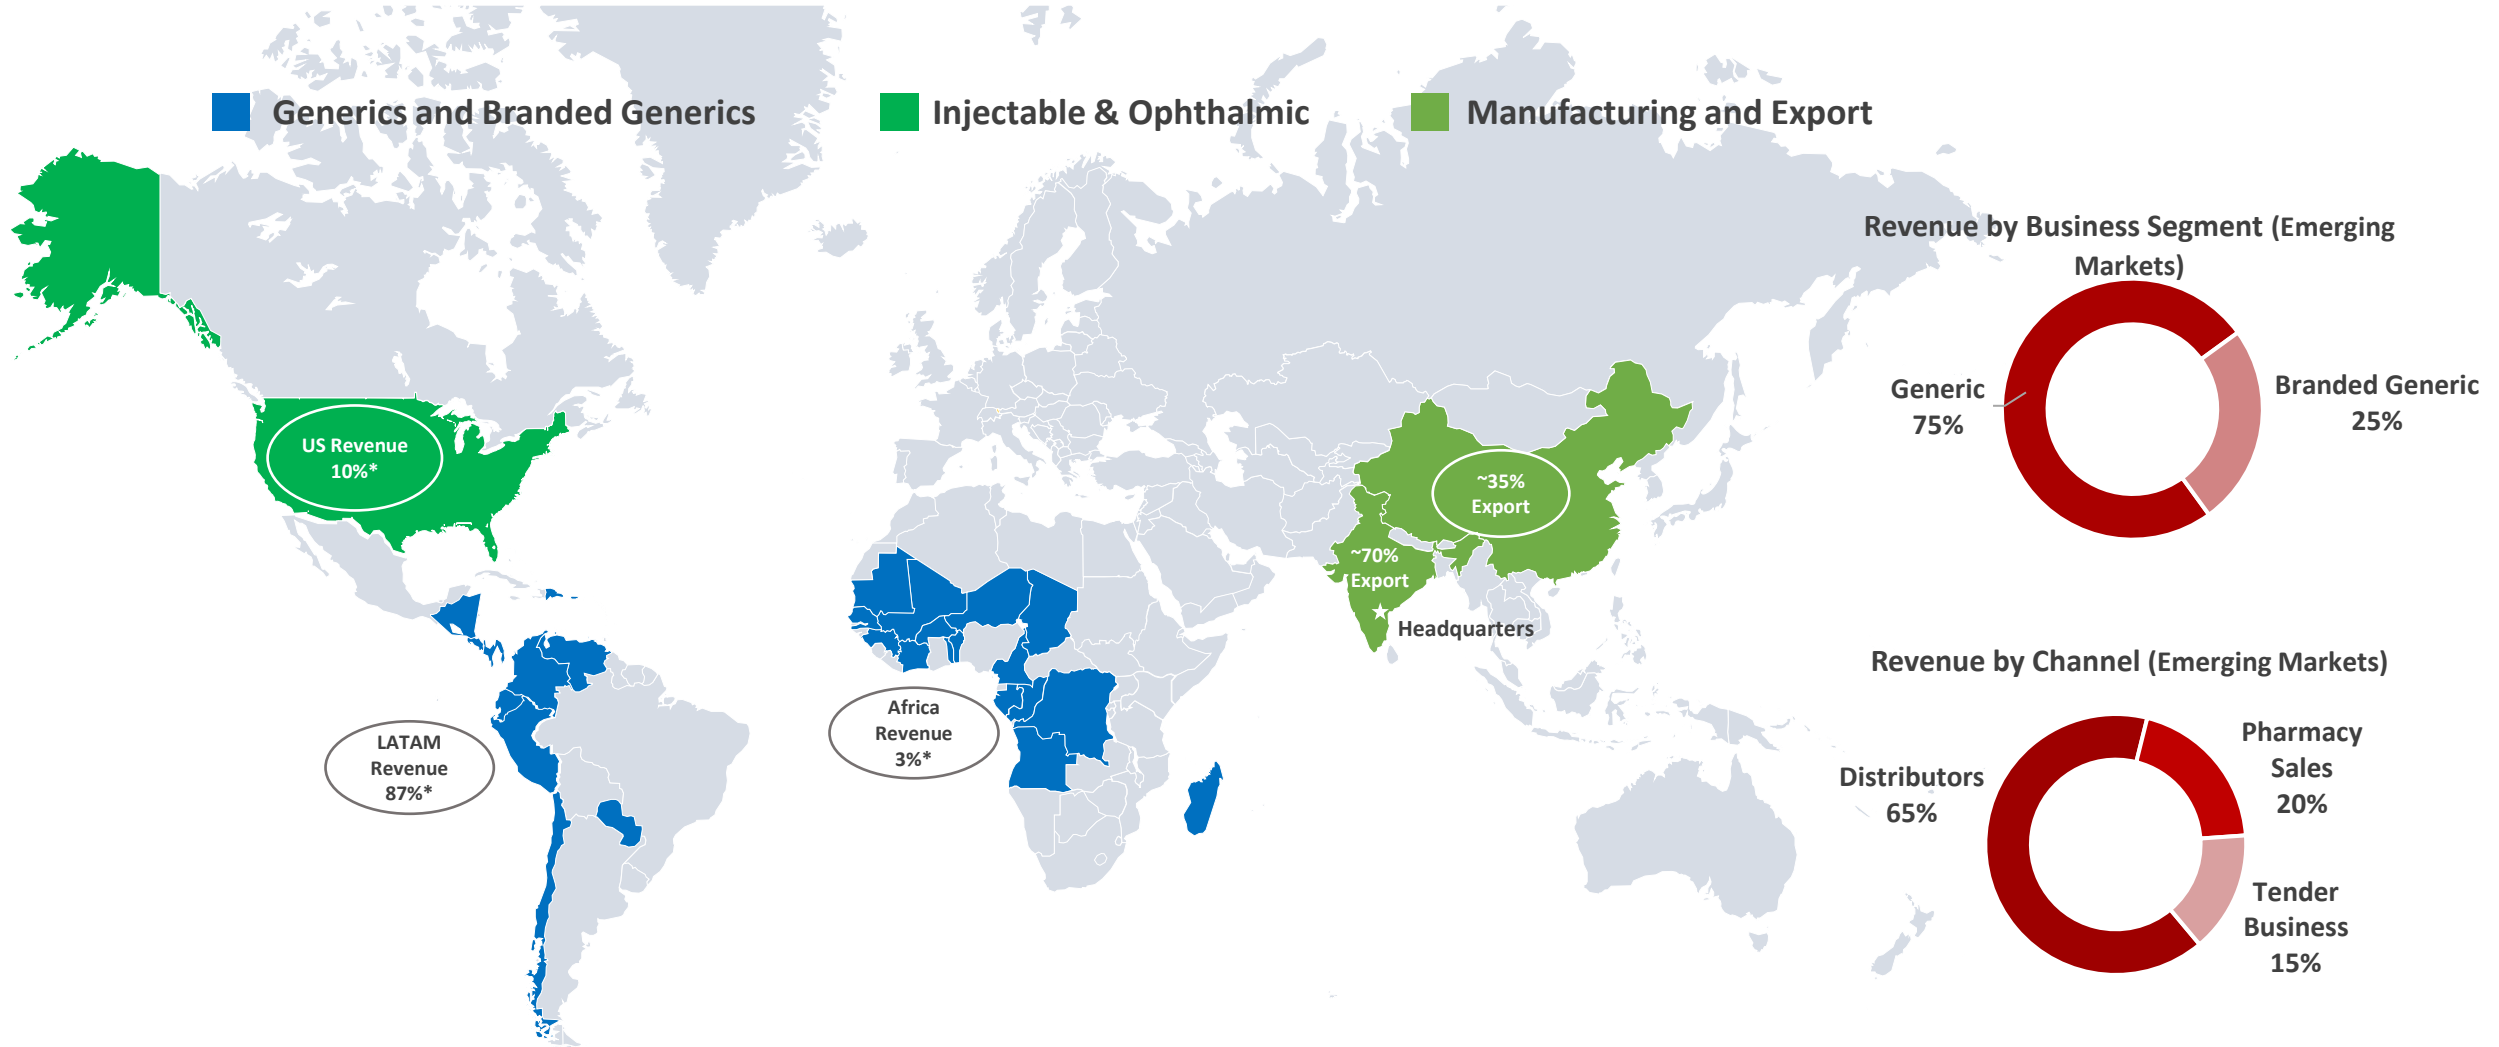 Generics and Branded Generics
Injectable & Ophthalmic
Manufacturing and Export
US Revenue
10%*
LATAM
Revenue
87%*
Africa
Revenue
3%*
~35%
Export
~70%
Export
Headquarters
Revenue by Business Segment (Emerging
Markets)
Generic
75%
Branded Generic
25%
Revenue by Channel (Emerging Markets)
Distributors
65%
Pharmacy
Sales
20%
Tender
Business
15%